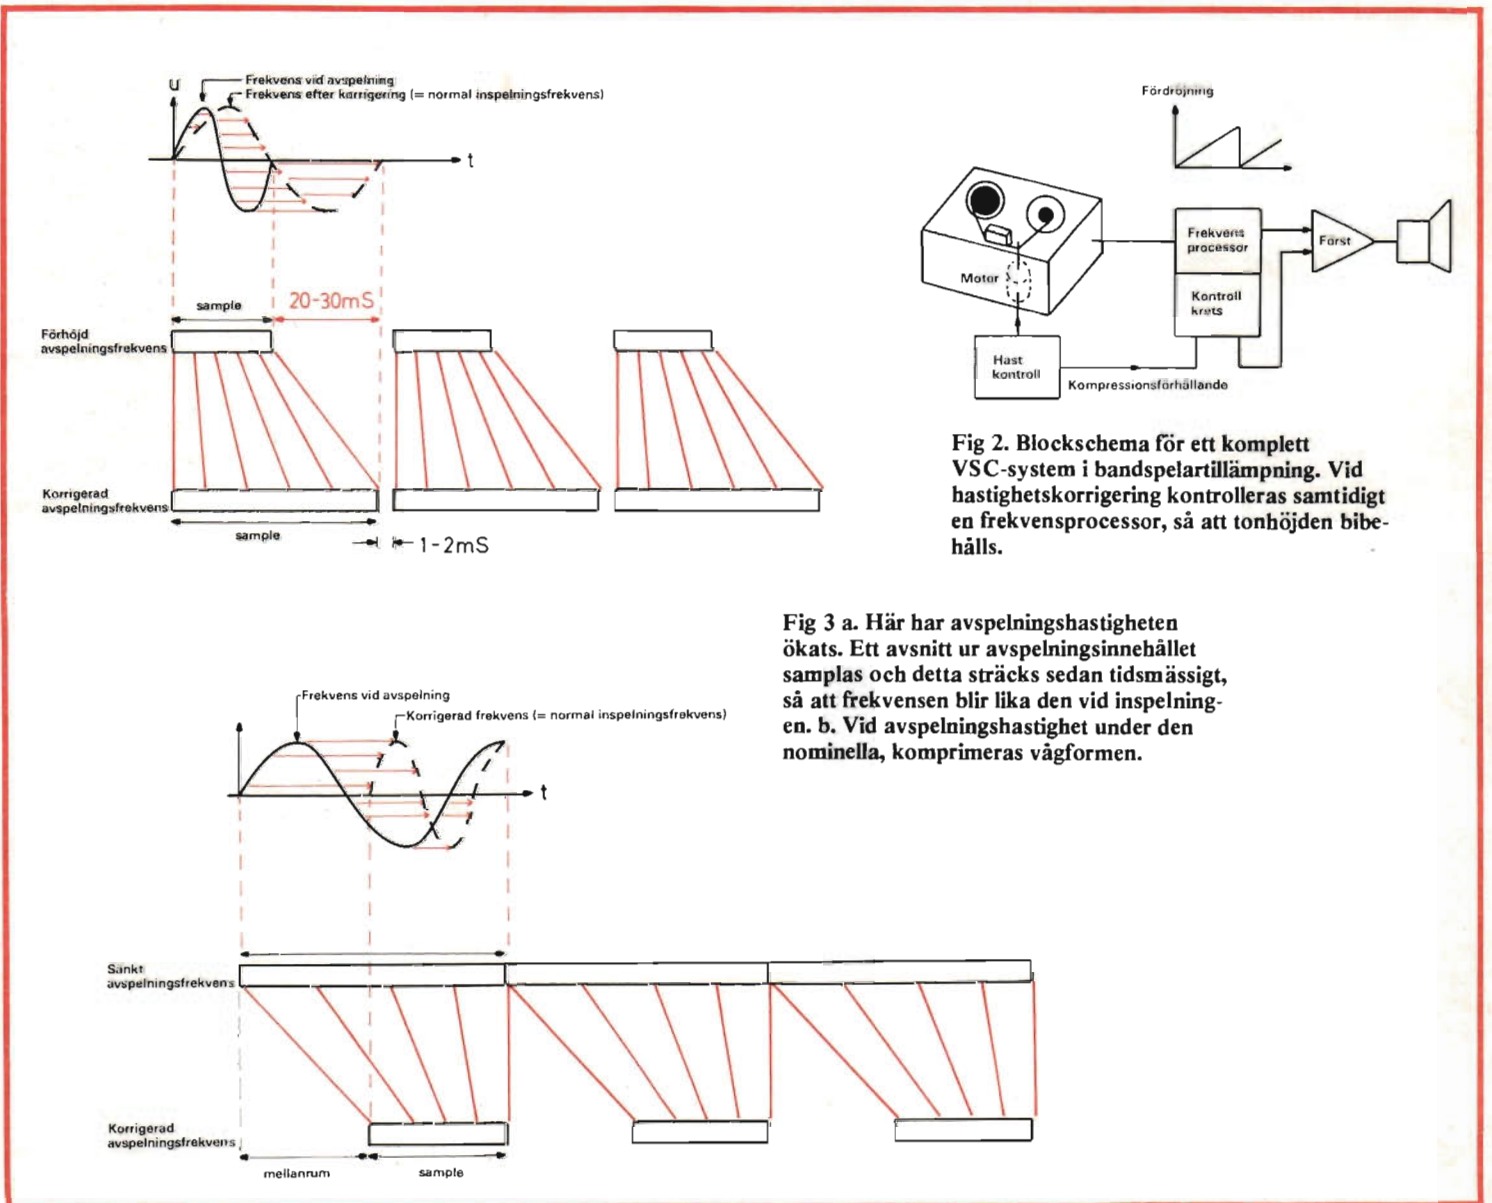 u
Frekvens vid avspelning
Frekvens efter korrigering (= normal inspelningsfrekvens)
t
sample
20-30mS
Förhöjd
avspelningsfrekvens
Korrigerad
avspelningsfrekvens
sample
1-2mS
Fördröjning
Frekvens
processor
Kontroll
krets
Först
Motor
Hast
kontroll
Kompressionsförhållande
Fig 2. Blockschema för ett komplett
VSC-system i bandspelartillämpning. Vid
hastighetskorrigering kontrolleras samtidigt
en frekvensprocessor, så att tonhöjden bibe-
hålls.
Fig 3 a. Här har avspelningshastigheten
ökats. Ett avsnitt ur avspelningsinnehållet
samplas och detta sträcks sedan tidsmässigt,
så att frekvensen blir lika den vid inspelning-
en. b. Vid avspelningshastighet under den
nominella, komprimeras vågformen.
Frekvens vid avspelning
Korrigerad frekvens (= normal inspelningsfrekvens)
t
Sänkt
avspelningsfrekvens
Korrigerad
avspelningsfrekvens
mellanrum
sample